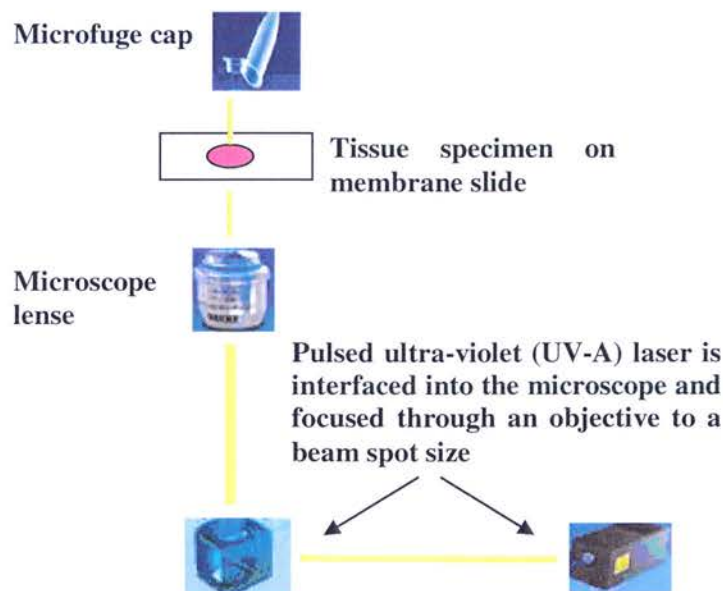 Microfuge cap
Tissue specimen on
membrane slide
Microscope
lense
Pulsed ultra-violet (UV-A) laser is
interfaced into the microscope and
focused through an objective to a
beam spot size